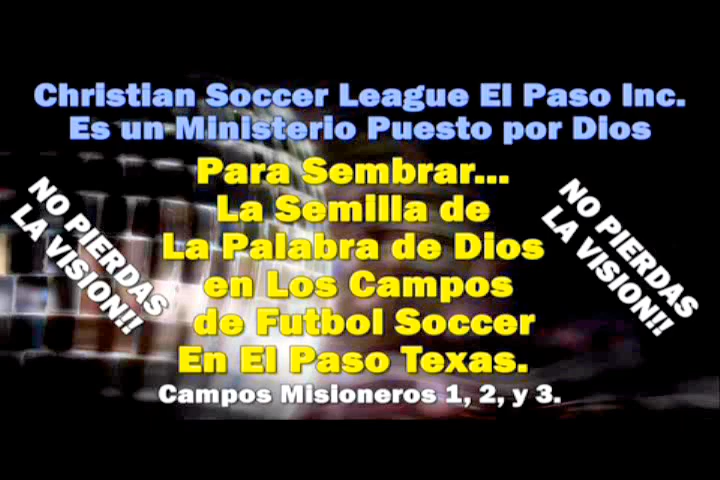 Christian Soccer League El Paso Inc.
Es un Ministerio Puesto por Dios
Para Sembrar...
La Semilla de
La Palabra de Dios
en Los Campos
de Futbol Soccer
En El Paso Texas.
Campos Misioneros 1, 2, y 3.
NO PIERDAS
LA VISION!!
NO PIERDAS
LA VISION!!